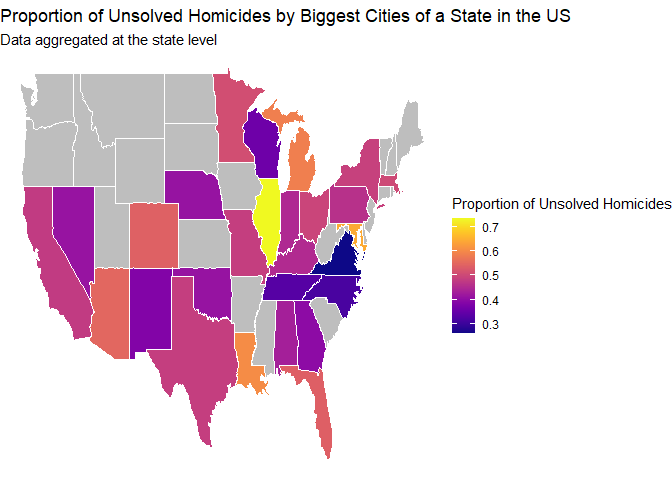 Proportion of Unsolved Homicides by Biggest Cities of a State in the US
Data aggregated at the state level
Proportion of Unsolved Homicides
0.7
0.6
0.5
0.4
0.3